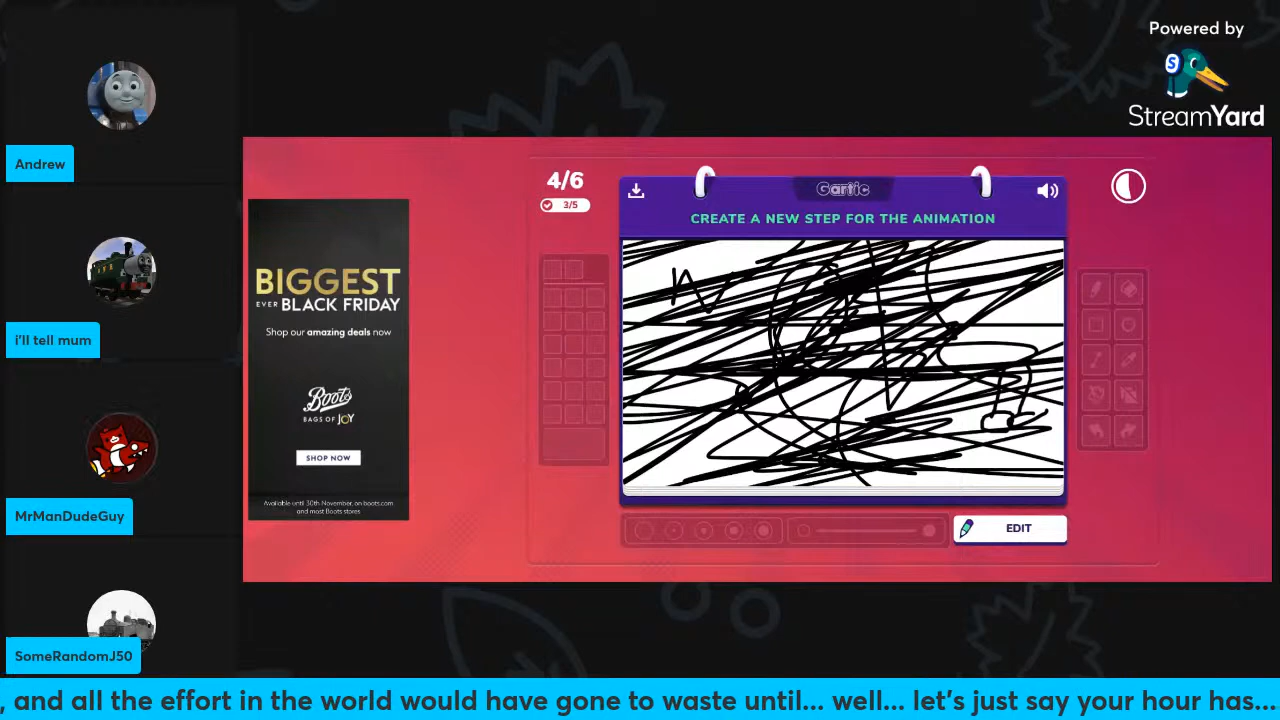 Powered by
StreamYard
Andrew
i'll tell mum
MrManDudeGuy
SomeRandomJ50
BIGGEST
EVER BLACK FRIDAY
Shop our amazing deals now
Boots
BAGS OF JOY
SHOP NOW
Available until 30th November, on boots.com
and most Boots stores
4/6
3/5
Gartic
CREATE A NEW STEP FOR THE ANIMATION
EDIT
, and all the effort in the world would have gone to waste until... well... let's just say your hour has...